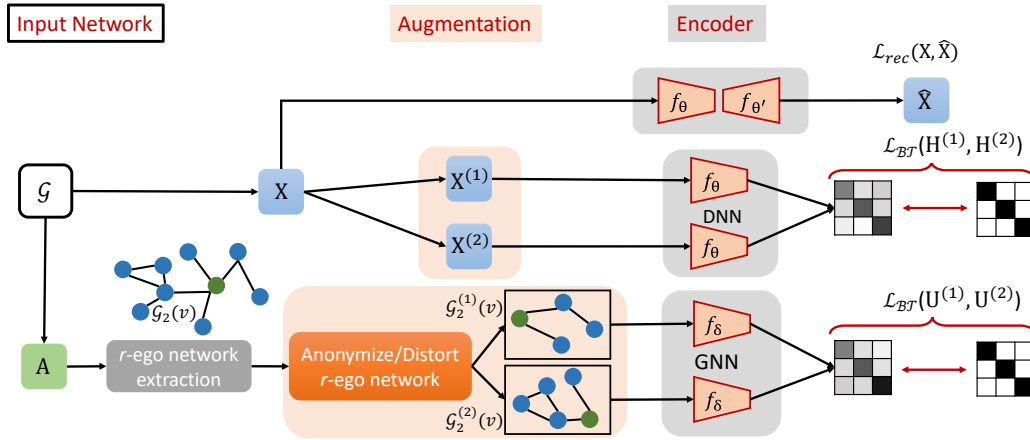 Input Network
Augmentation
Encoder
ℒ_rec(X, X̂)
f_θ
f_θ′
X̂
𝒢
X
X^(1)
X^(2)
f_θ
DNN
f_θ
ℒ_ℬ𝒯(H^(1), H^(2))
𝒢_2(v)
A
r-ego network
extraction
Anonymize/Distort
r-ego network
𝒢_2^(1)(v)
𝒢_2^(2)(v)
f_δ
GNN
f_δ
ℒ_ℬ𝒯(U^(1), U^(2))